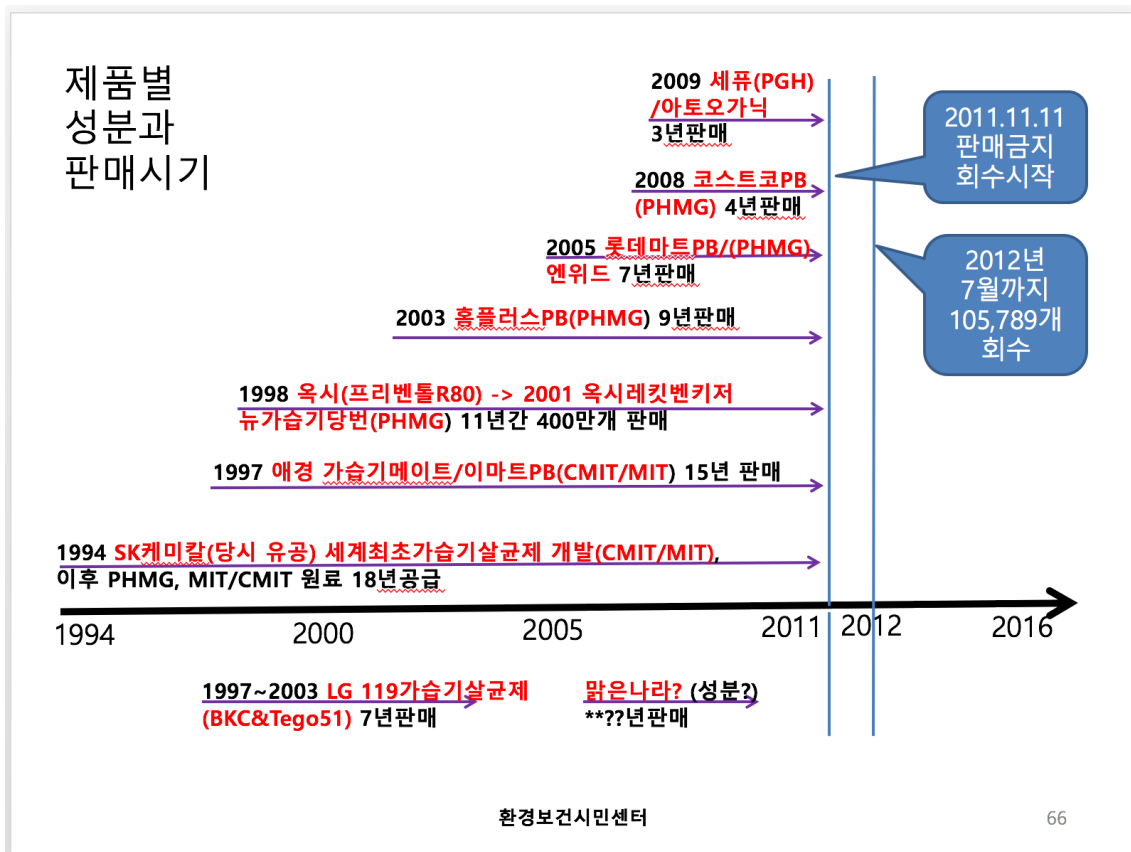 제품별
성분과
판매시기
2009 세퓨(PGH)
/아토오가닉
3년판매
2011.11.11
판매금지
회수시작
2008 코스트코PB
(PHMG) 4년판매
2005 롯데마트PB/(PHMG)
엔위드 7년판매
2012년
7월까지
105,789개
회수
2003 홈플러스PB(PHMG) 9년판매
1998 옥시(프리벤톨R80) -> 2001 옥시레킷벤키저
뉴가습기당번(PHMG) 11년간 400만개 판매
1997 애경 가습기메이트/이마트PB(CMIT/MIT) 15년 판매
1994 SK케미칼(당시 유공) 세계최초가습기살균제 개발(CMIT/MIT),
이후 PHMG, MIT/CMIT 원료 18년공급
1994 2000 2005 2011 2012 2016
1997~2003 LG 119가습기살균제
(BKC&Tego51) 7년판매
맑은나라? (성분?)
**??년판매
환경보건시민센터
66